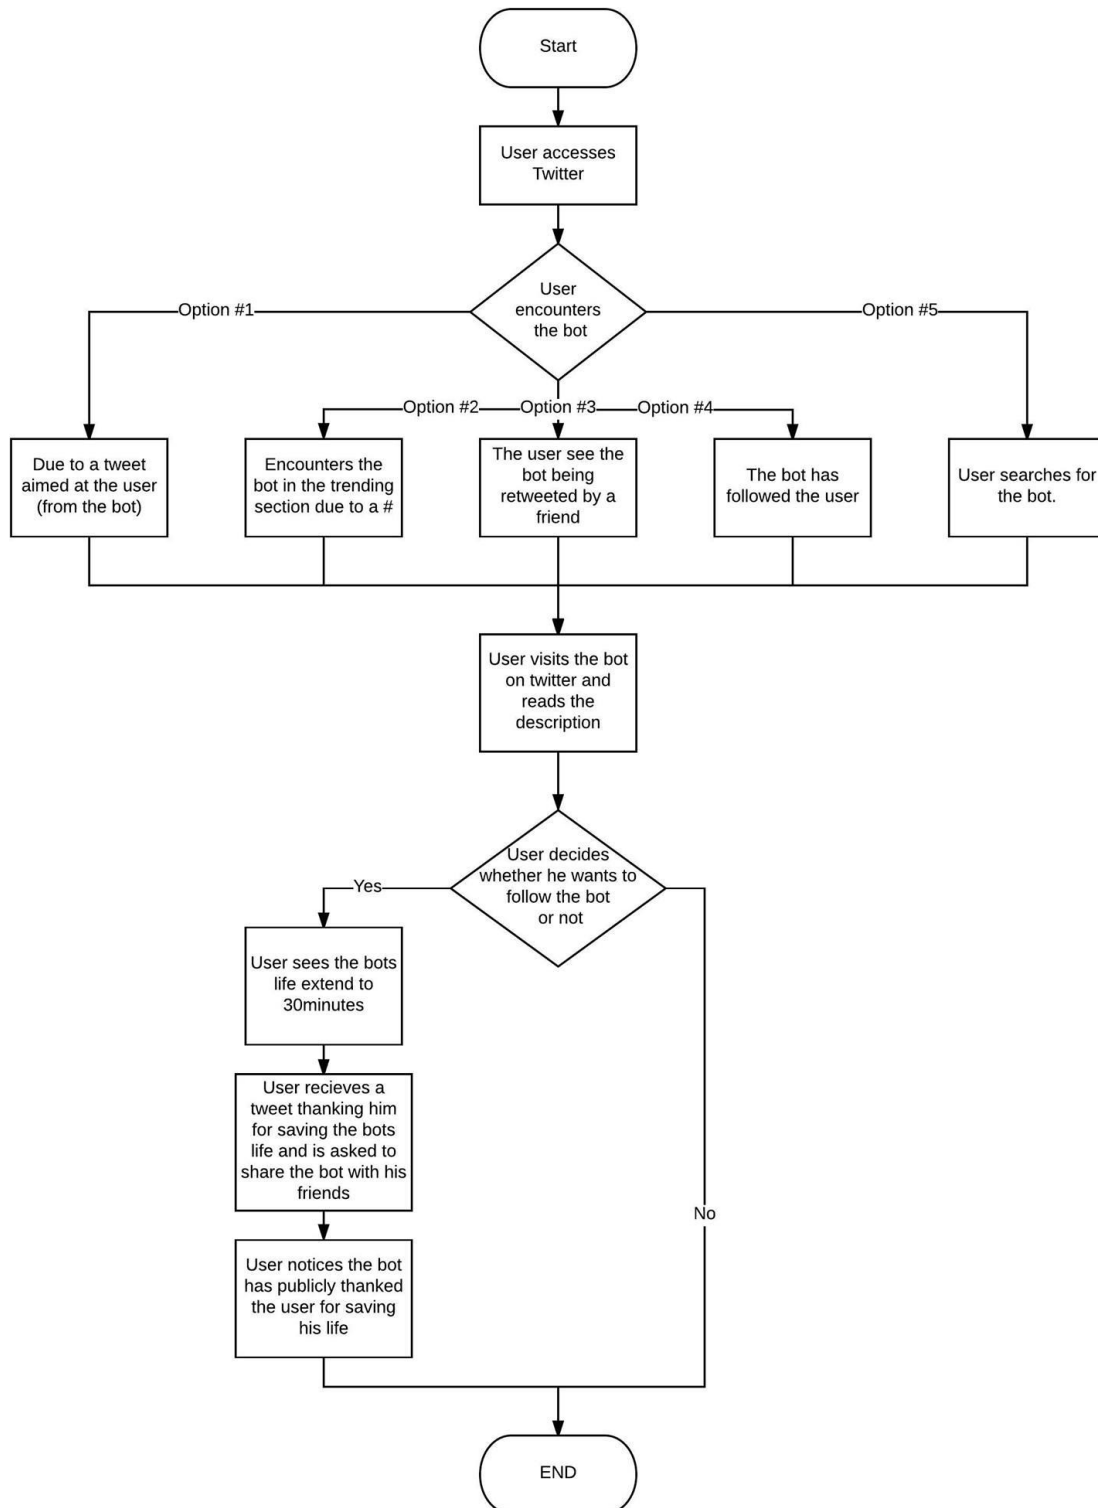 Start
User accesses
Twitter
User
encounters
the bot
Option #1
Option #5
Option #2
Option #3
Option #4
Due to a tweet
aimed at the user
(from the bot)
Encounters the
bot in the trending
section due to a #
The user see the
bot being
retweeted by a
friend
The bot has
followed the user
User searches for
the bot.
User visits the bot
on twitter and
reads the
description
User decides
whether he wants to
follow the bot
or not
Yes
User sees the bots
life extend to
30minutes
User recieves a
tweet thanking him
for saving the bots
life and is asked to
share the bot with his
friends
No
User notices the bot
has publicly thanked
the user for saving
his life
END